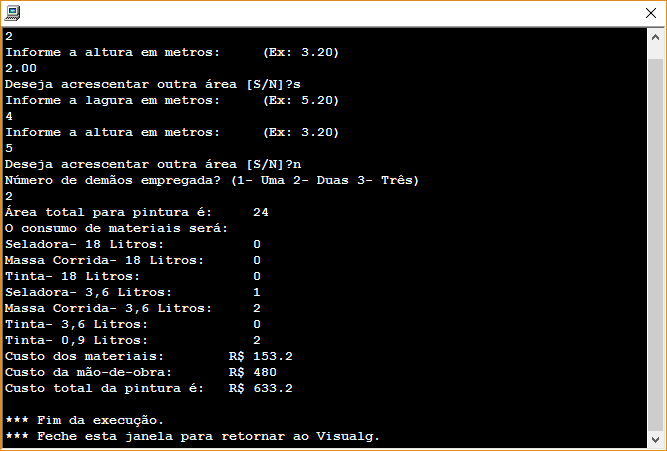 2
Informe a altura em metros:     (Ex: 3.20)
2.00
Deseja acrescentar outra área [S/N]?s
Informe a lagura em metros:     (Ex: 5.20)
4
Informe a altura em metros:     (Ex: 3.20)
5
Deseja acrescentar outra área [S/N]?n
Número de demãos empregada? (1- Uma 2- Duas 3- Três)
2
Área total para pintura é:     24
O consumo de materiais será:
Seladora- 18 Litros:           0
Massa Corrida- 18 Litros:      0
Tinta- 18 Litros:              0
Seladora- 3,6 Litros:          1
Massa Corrida- 3,6 Litros:     2
Tinta- 3,6 Litros:             0
Tinta- 0,9 Litros:             2
Custo dos materiais:        R$ 153.2
Custo da mão-de-obra:       R$ 480
Custo total da pintura é:   R$ 633.2
*** Fim da execução.
*** Feche esta janela para retornar ao Visualg.